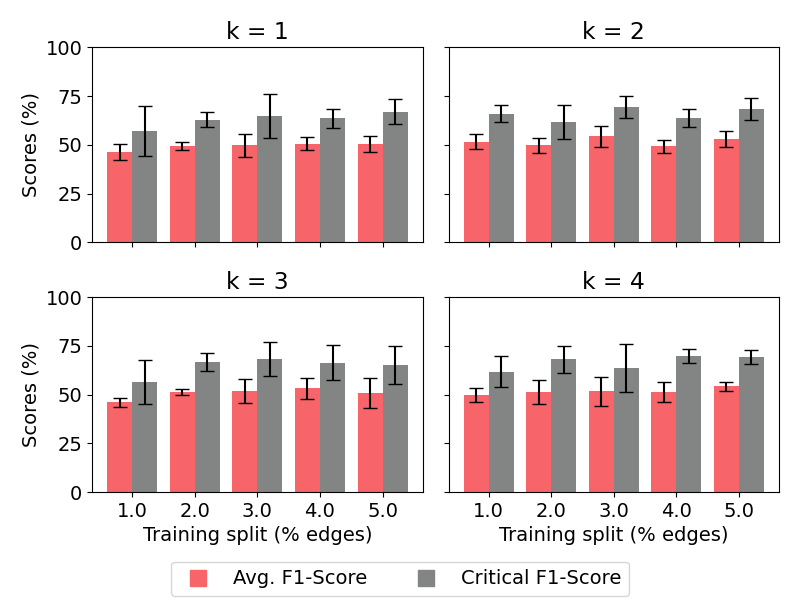 k = 1
k = 2
100
75
50
25
0
Scores (%)
k = 3
k = 4
100
75
50
25
0
Scores (%)
1.0 2.0 3.0 4.0 5.0
1.0 2.0 3.0 4.0 5.0
Training split (% edges)
Training split (% edges)
Avg. F1-Score
Critical F1-Score